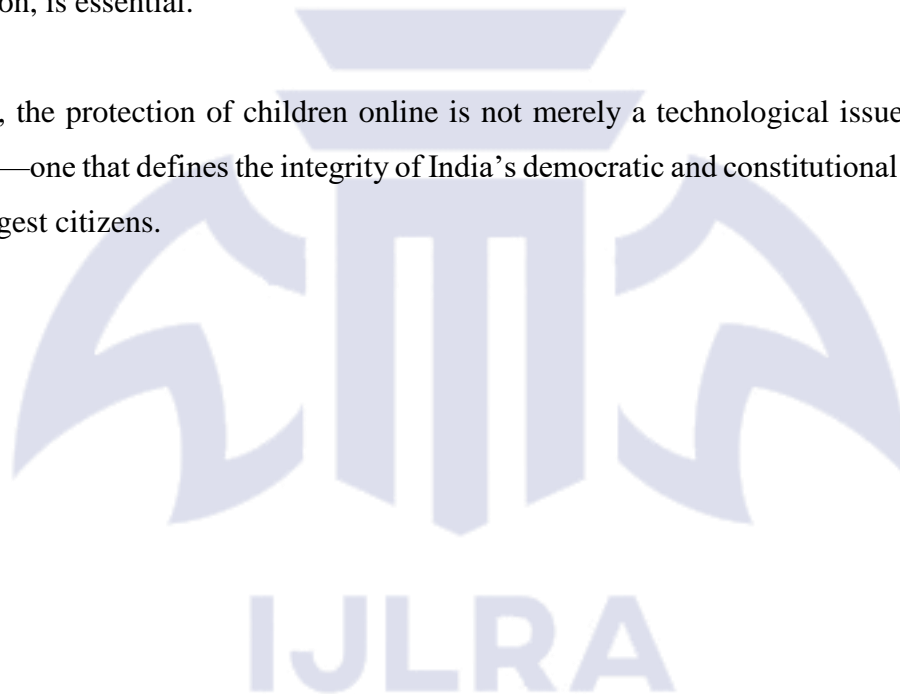 on, is essential.
, the protection of children online is not merely a technological issue
—one that defines the integrity of India’s democratic and constitutional
gest citizens.
IJLRA